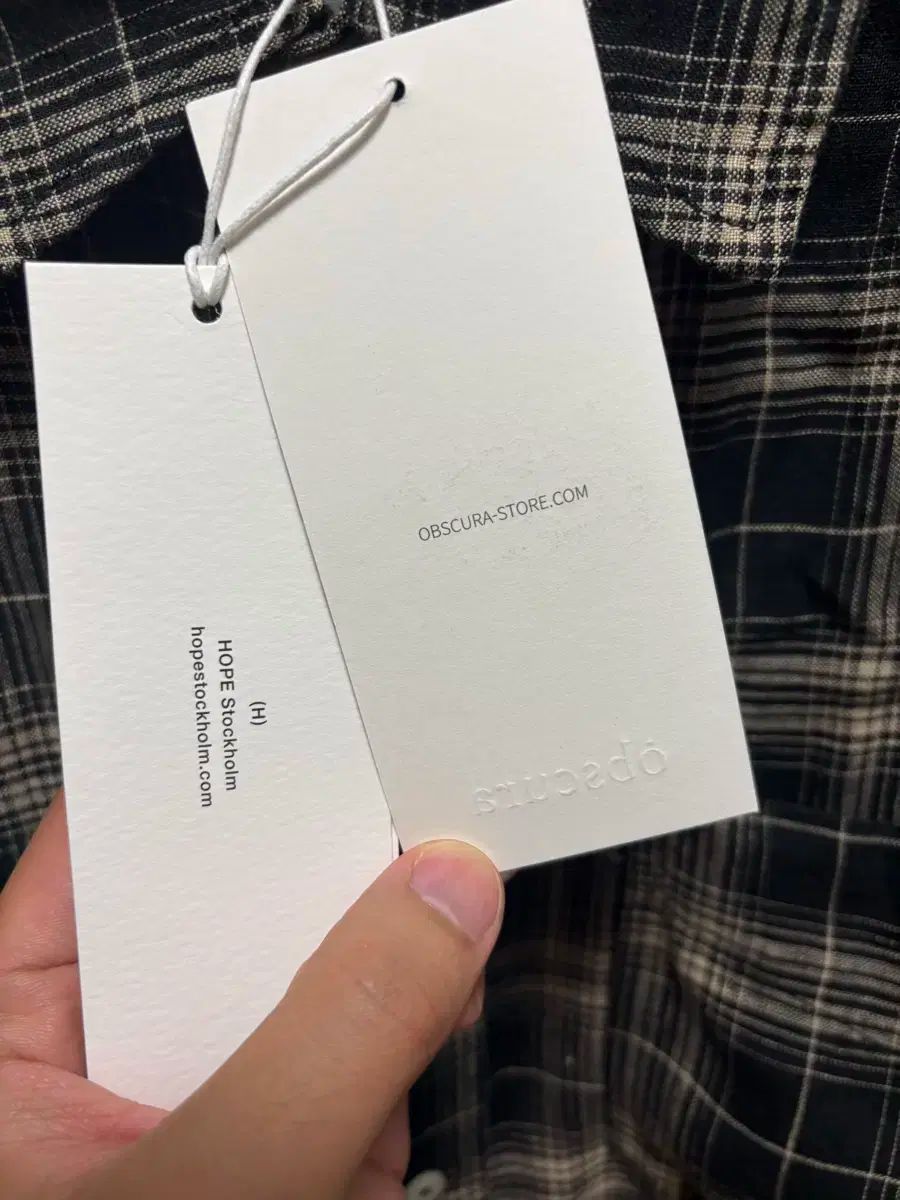 OBSCURA-STORE.COM
obscura
(H)
HOPE Stockholm
hopestockholm.com